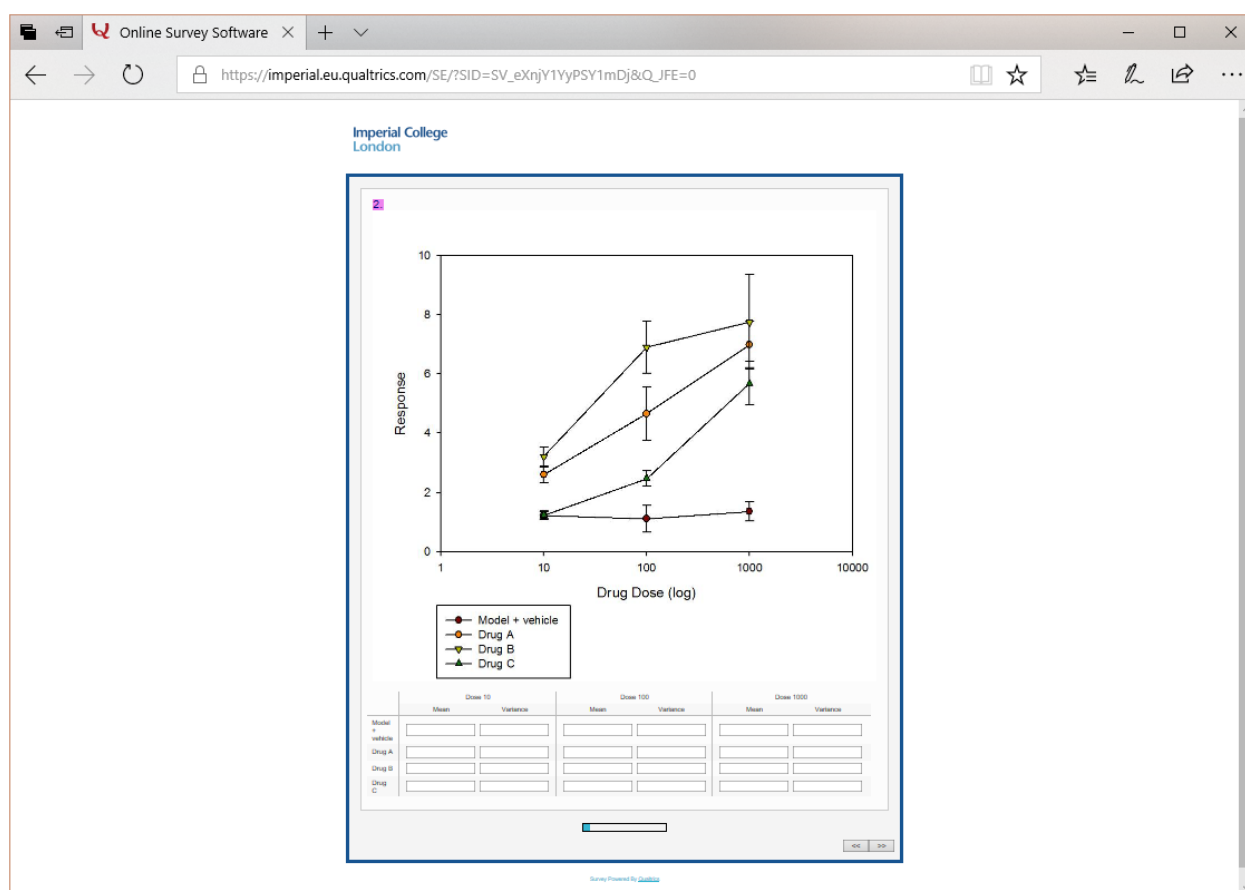 Online Survey Software
https://imperial.eu.qualtrics.com/SE/?SID=SV_eXnjY1YyPSY1mDj&Q_JFE=0
Imperial College
London
2.
10
8
6
4
2
0
Response
1 10 100 1000 10000
Drug Dose (log)
Model + vehicle
Drug A
Drug B
Drug C
Dose 10 Dose 100 Dose 1000
Mean Variance Mean Variance Mean Variance
Model
+
vehicle
Drug A
Drug B
Drug
C
<< >>
Survey Powered By Qualtrics